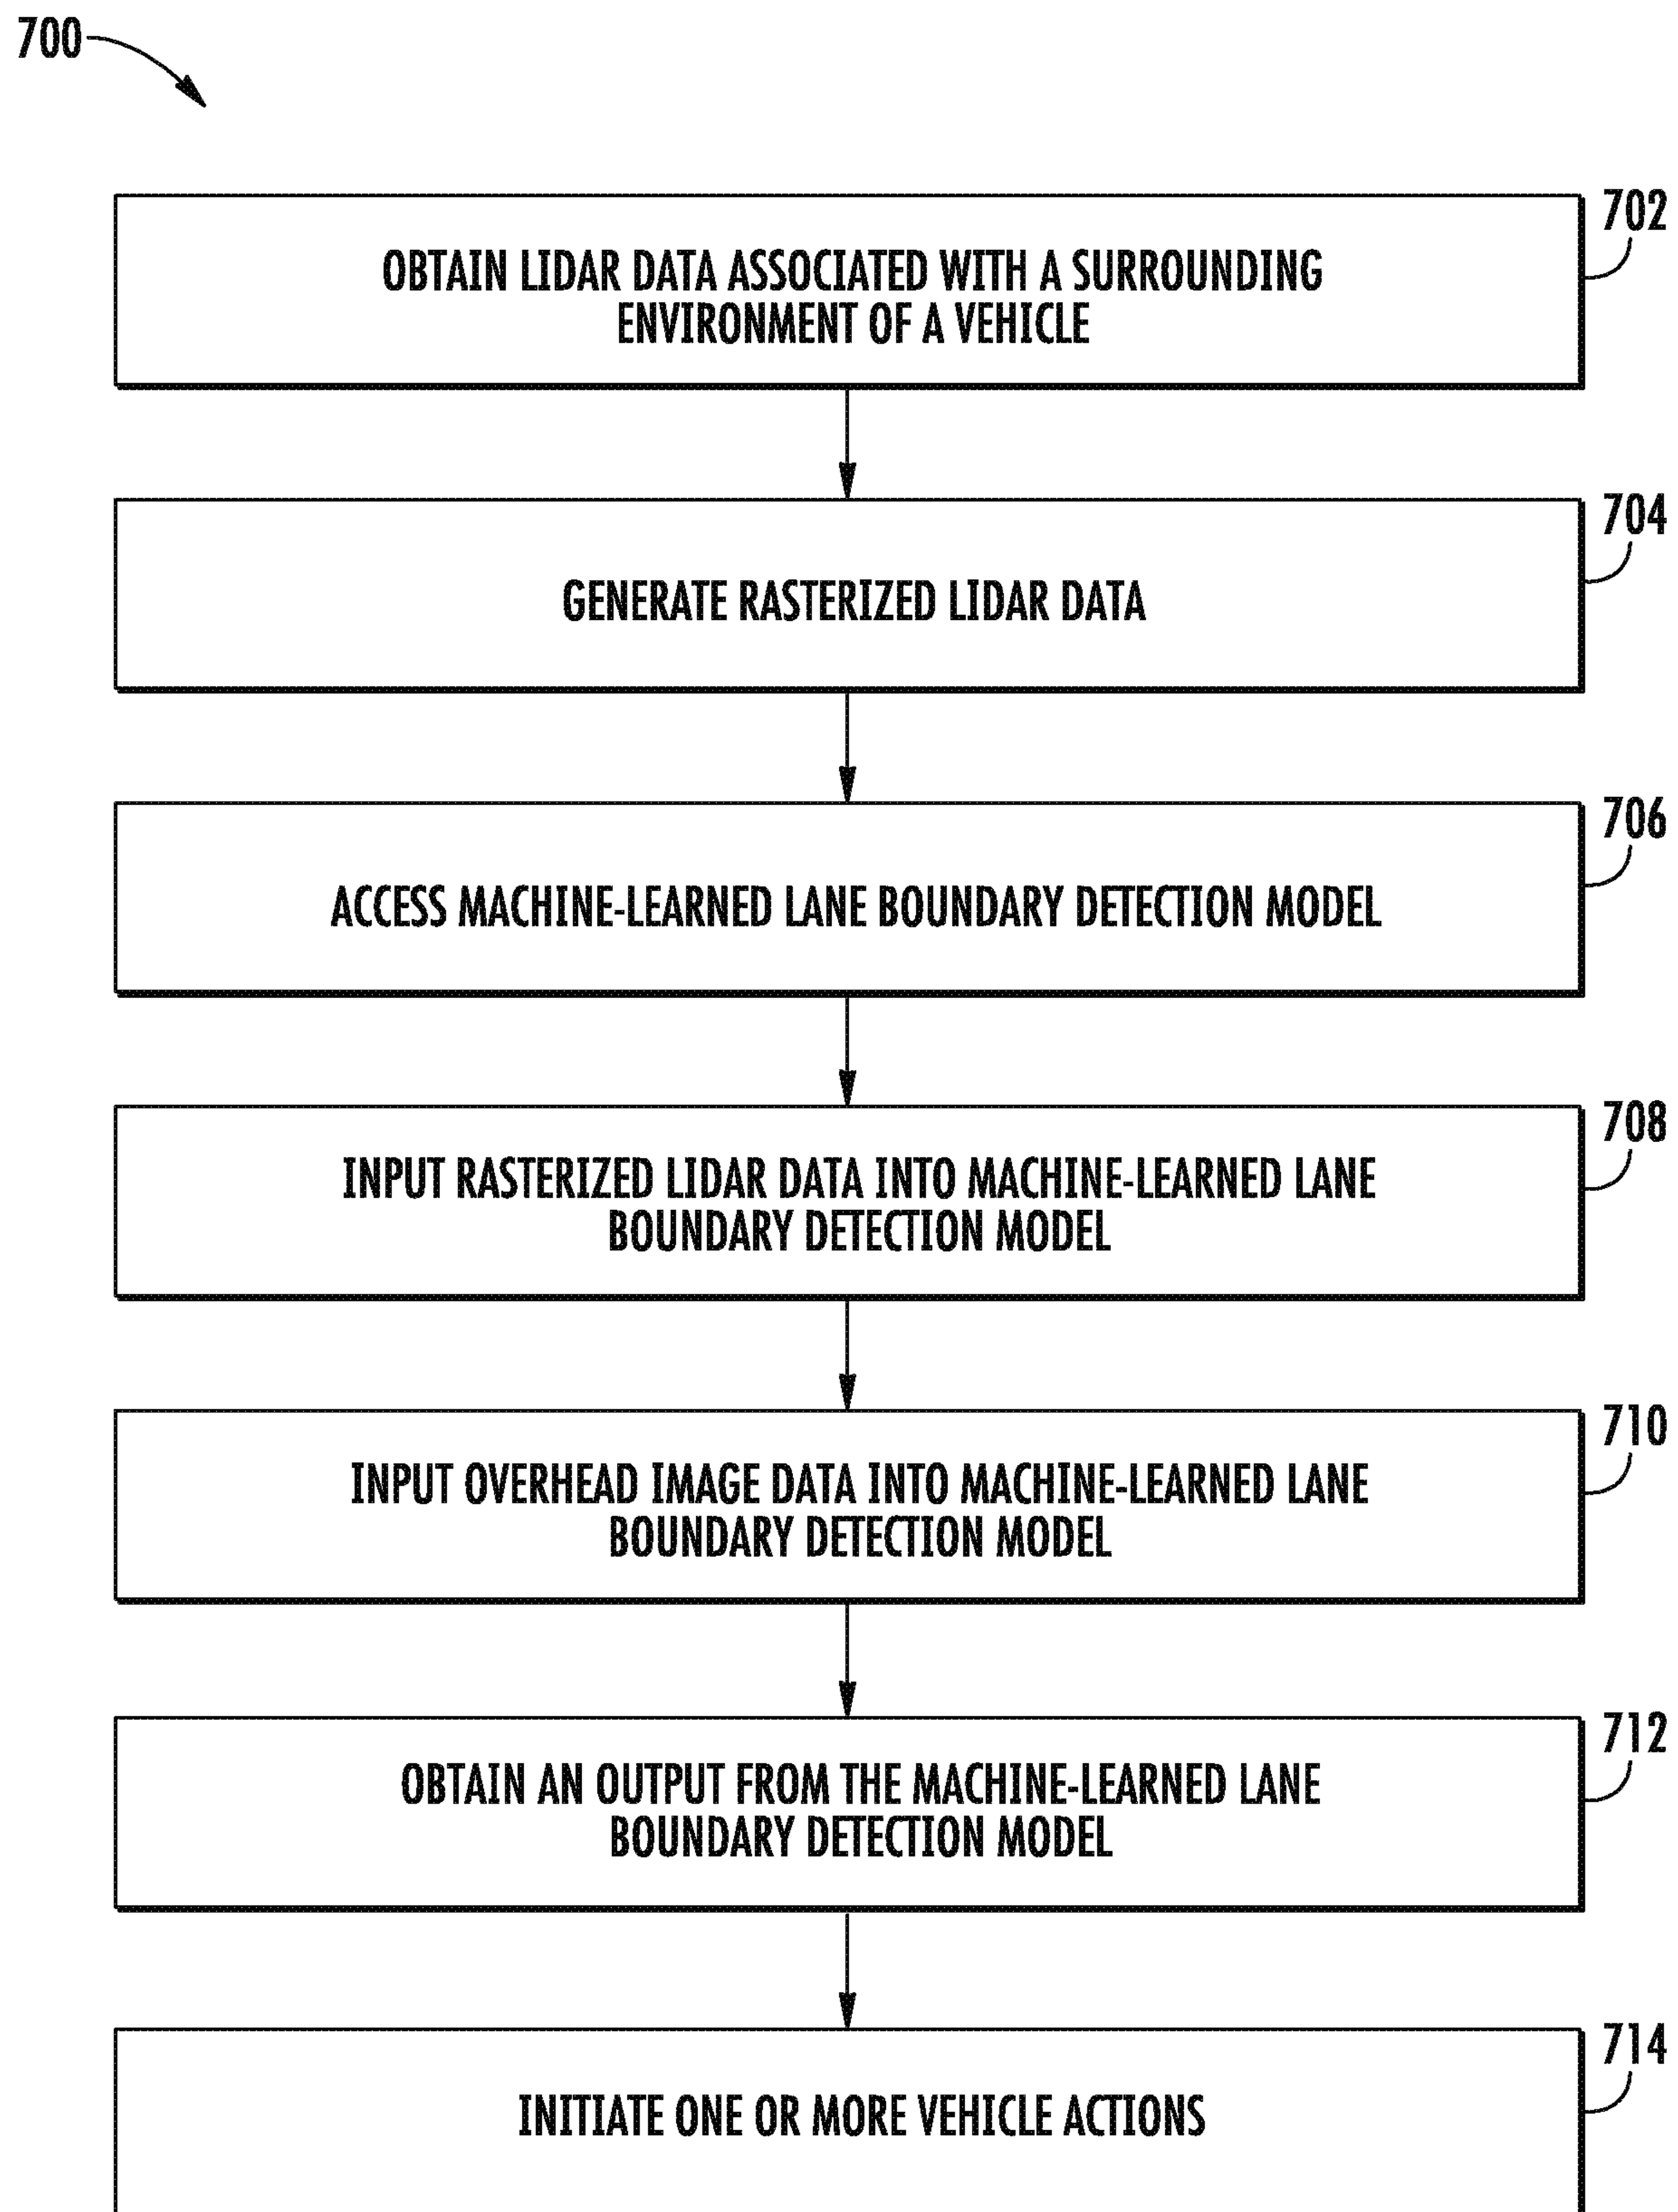 700
702
OBTAIN LIDAR DATA ASSOCIATED WITH A SURROUNDING
ENVIRONMENT OF A VEHICLE
704
GENERATE RASTERIZED LIDAR DATA
706
ACCESS MACHINE-LEARNED LANE BOUNDARY DETECTION MODEL
708
INPUT RASTERIZED LIDAR DATA INTO MACHINE-LEARNED LANE
BOUNDARY DETECTION MODEL
710
INPUT OVERHEAD IMAGE DATA INTO MACHINE-LEARNED LANE
BOUNDARY DETECTION MODEL
712
OBTAIN AN OUTPUT FROM THE MACHINE-LEARNED LANE
BOUNDARY DETECTION MODEL
714
INITIATE ONE OR MORE VEHICLE ACTIONS